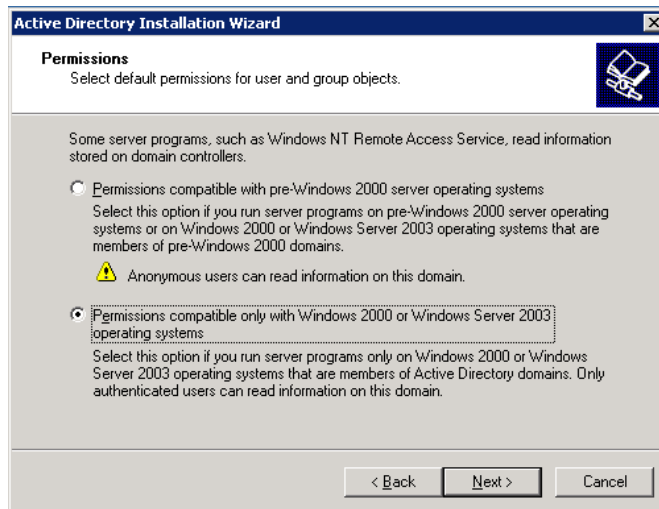 Active Directory Installation Wizard
Permissions
Select default permissions for user and group objects.
Some server programs, such as Windows NT Remote Access Service, read information
stored on domain controllers.
Permissions compatible with pre-Windows 2000 server operating systems
Select this option if you run server programs on pre-Windows 2000 server operating
systems or on Windows 2000 or Windows Server 2003 operating systems that are
members of pre-Windows 2000 domains.
Anonymous users can read information on this domain.
Permissions compatible only with Windows 2000 or Windows Server 2003
operating systems
Select this option if you run server programs only on Windows 2000 or Windows
Server 2003 operating systems that are members of Active Directory domains. Only
authenticated users can read information on this domain.
< Back Next > Cancel